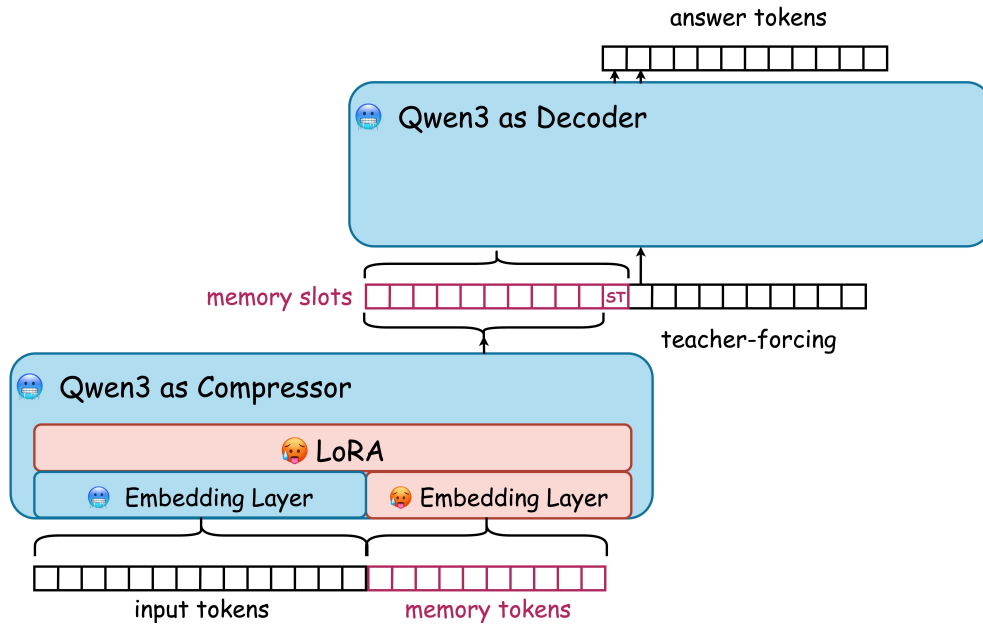 answer tokens
Qwen3 as Decoder
memory slots
ST
teacher-forcing
Qwen3 as Compressor
LoRA
Embedding Layer
Embedding Layer
input tokens
memory tokens